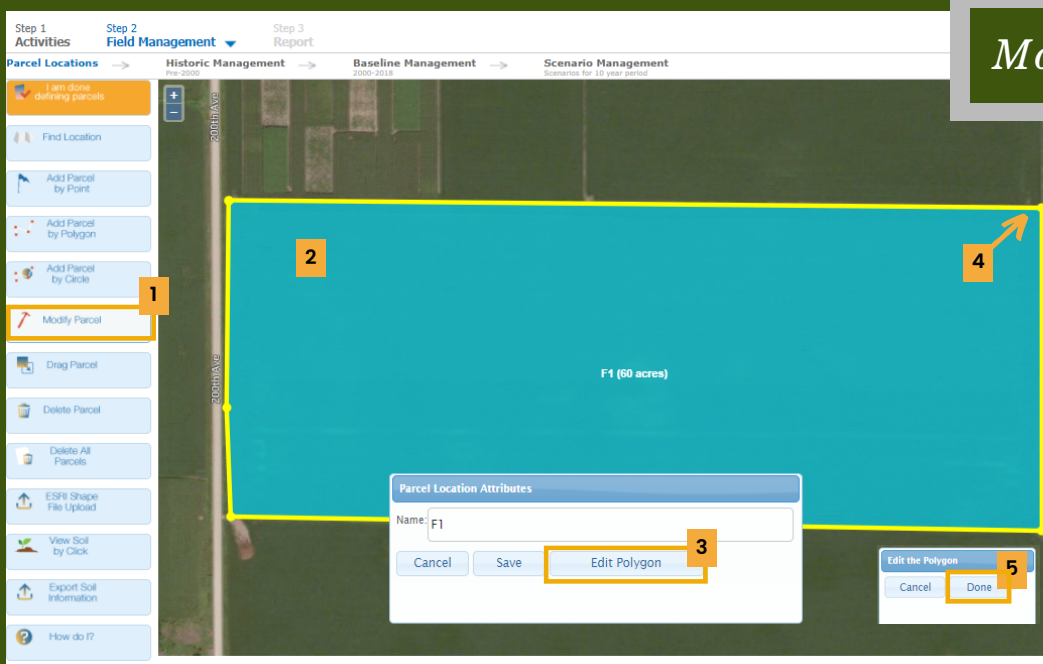 Step 1
Activities
Step 2
Field Management
Step 3
Report
Parcel Locations
Historic Management
Pre-2000
Baseline Management
2000-2018
Scenario Management
Scenarios for 10 year period
I am done
defining parcels
Find Location
Add Parcel
by Point
Add Parcel
by Polygon
Add Parcel
by Circle
1
Modify Parcel
Drag Parcel
Delete Parcel
Delete All
Parcels
ESRI Shape
File Upload
View Soil
by Click
Export Soil
Information
How do I?
+
−
200th Ave
200th Ave
2
4
F1 (60 acres)
Parcel Location Attributes
Name:
F1
3
Cancel
Save
Edit Polygon
Edit the Polygon
5
Cancel
Done